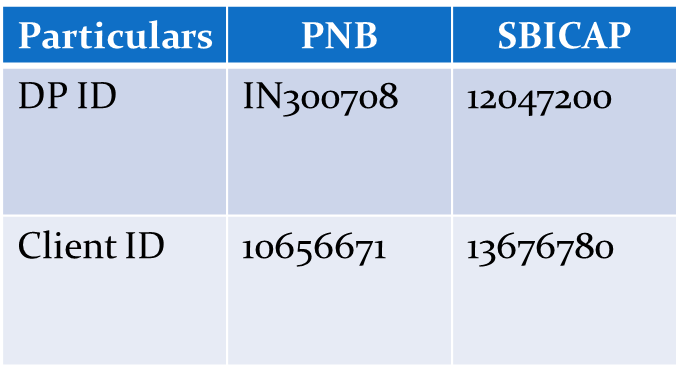 Particulars PNB SBICAP
DP ID IN300708 12047200
Client ID 10656671 13676780